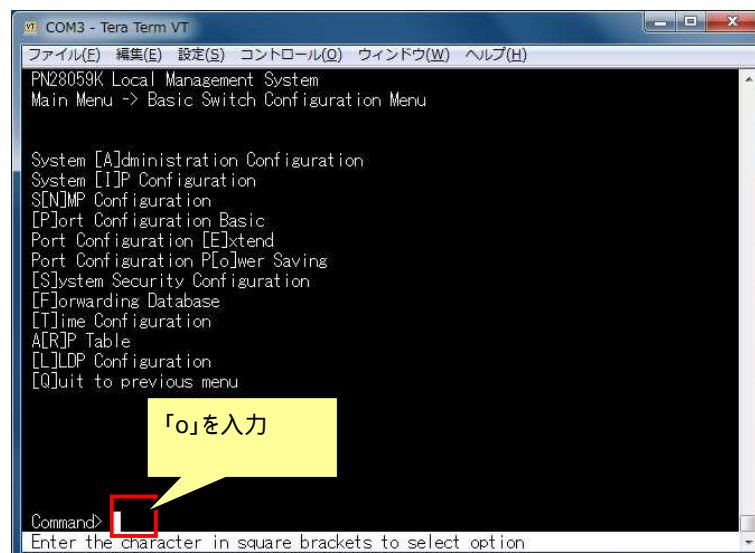 COM3 - Tera Term VT
ファイル(F) 編集(E) 設定(S) コントロール(O) ウィンドウ(W) ヘルプ(H)
PN28059K Local Management System
Main Menu -> Basic Switch Configuration Menu
System [A]dministration Configuration
System [I]P Configuration
S[N]MP Configuration
[P]ort Configuration Basic
Port Configuration [E]xtend
Port Configuration P[o]wer Saving
[S]ystem Security Configuration
[F]orwarding Database
[T]ime Configuration
A[R]P Table
[L]LDP Configuration
[Q]uit to previous menu
「o」を入力
Command>
Enter the character in square brackets to select option